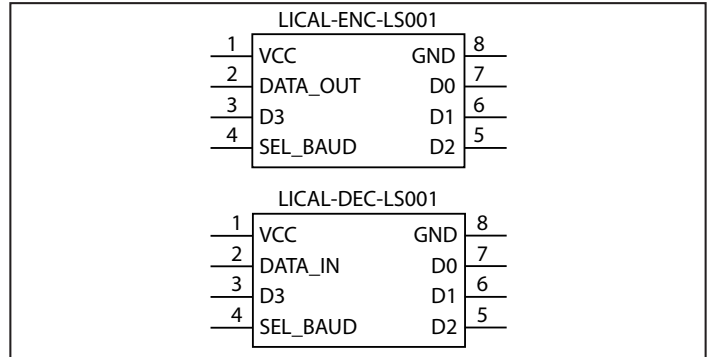 LICAL-ENC-LS001
1 VCC GND 8
2 DATA_OUT D0 7
3 D3 D1 6
4 SEL_BAUD D2 5
LICAL-DEC-LS001
1 VCC GND 8
2 DATA_IN D0 7
3 D3 D1 6
4 SEL_BAUD D2 5